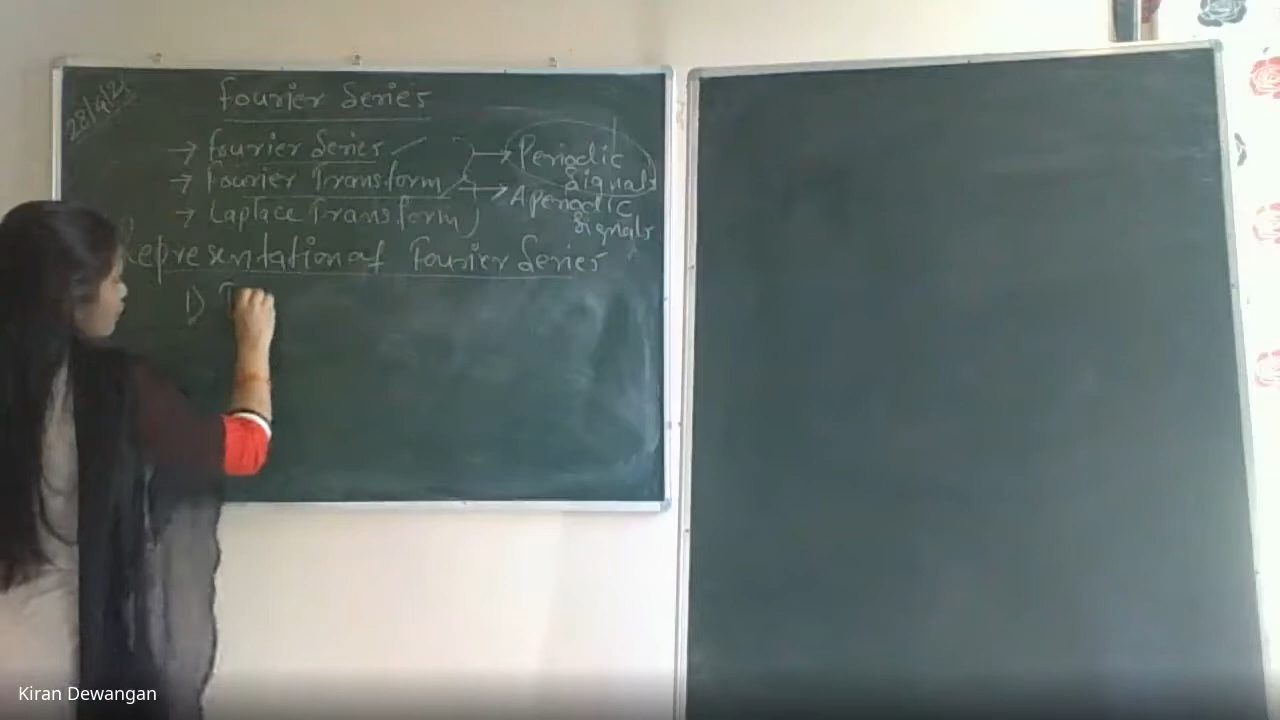 28/4/21
Fourier Series
→ Fourier Series
→ Fourier Transform
→ Laplace Transform
→ Periodic
Signals
→ Aperiodic
Signals
Representation of Fourier Series
1) T
Kiran Dewangan